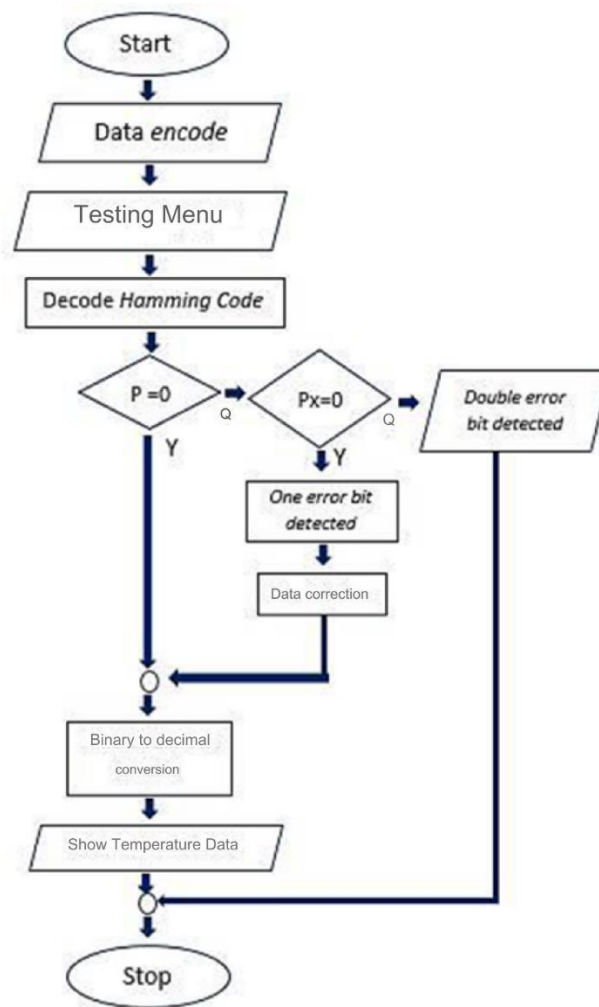 Start
Data encode
Testing Menu
Decode Hamming Code
P =0
Q
Px=0
Q
Double error
bit detected
Y
Y
One error bit
detected
Data correction
Binary to decimal
conversion
Show Temperature Data
Stop